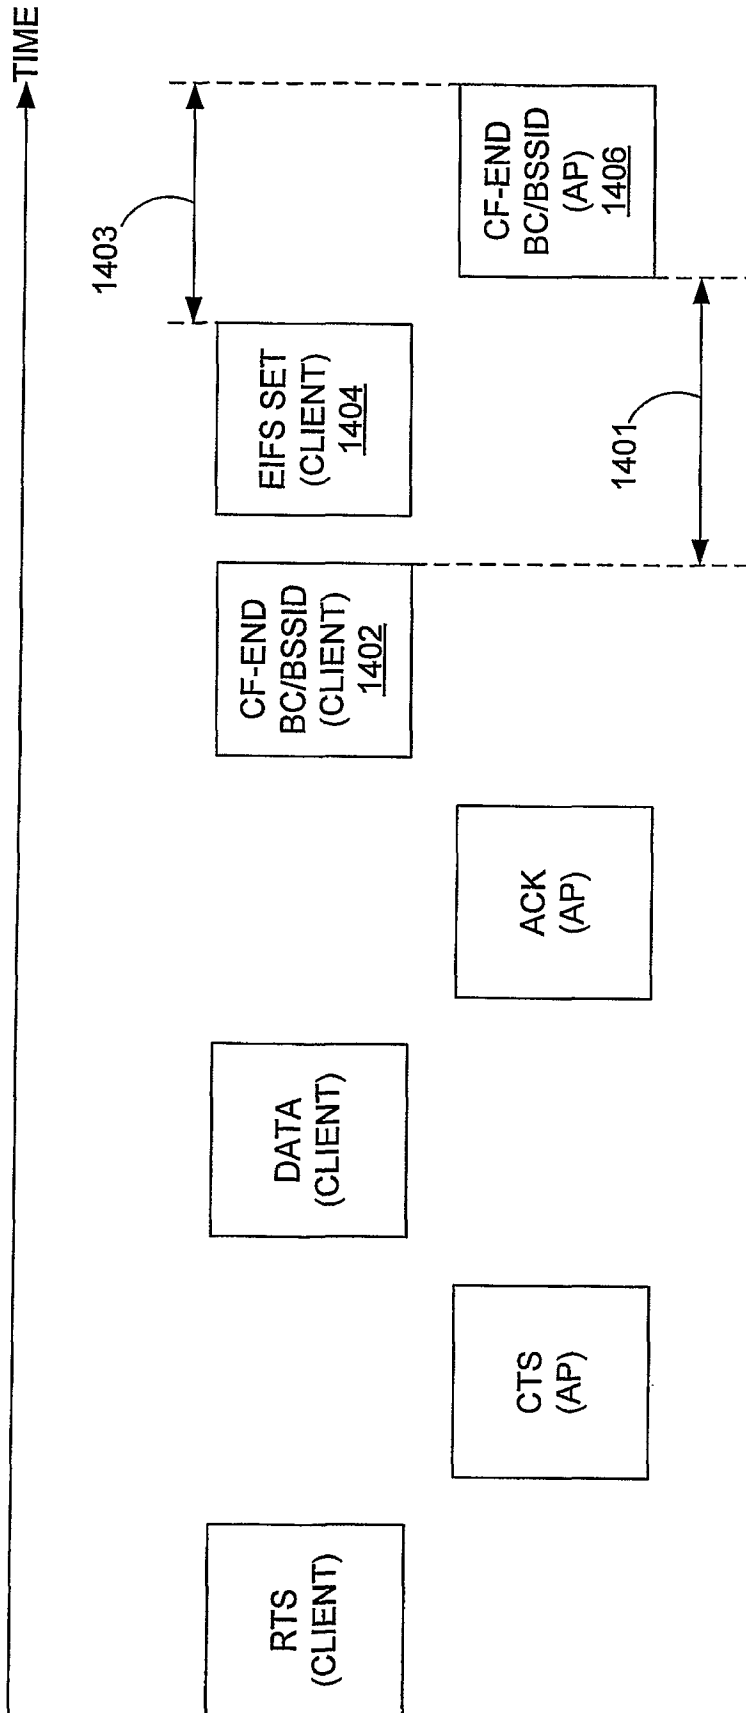 TIME
RTS
(CLIENT)
CTS
(AP)
DATA
(CLIENT)
ACK
(AP)
CF-END
BC/BSSID
(CLIENT)
1402
EIFS SET
(CLIENT)
1404
CF-END
BC/BSSID
(AP)
1406
1403
1401